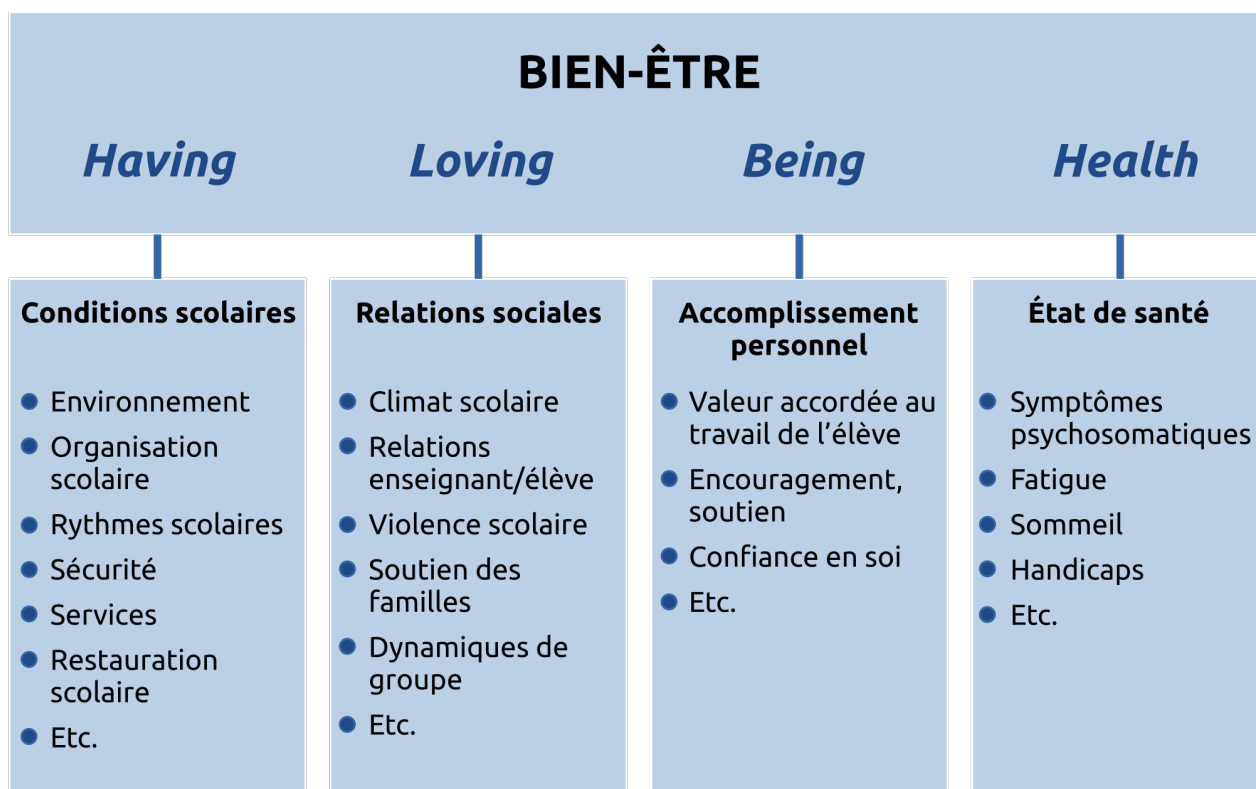 BIEN-ÊTRE
Having
Loving
Being
Health
Conditions scolaires
Environnement
Organisation
scolaire
Rythmes scolaires
Sécurité
Services
Restauration
scolaire
Etc.
Relations sociales
Climat scolaire
Relations
enseignant/élève
Violence scolaire
Soutien des
familles
Dynamiques de
groupe
Etc.
Accomplissement
personnel
Valeur accordée au
travail de l’élève
Encouragement,
soutien
Confiance en soi
Etc.
État de santé
Symptômes
psychosomatiques
Fatigue
Sommeil
Handicaps
Etc.